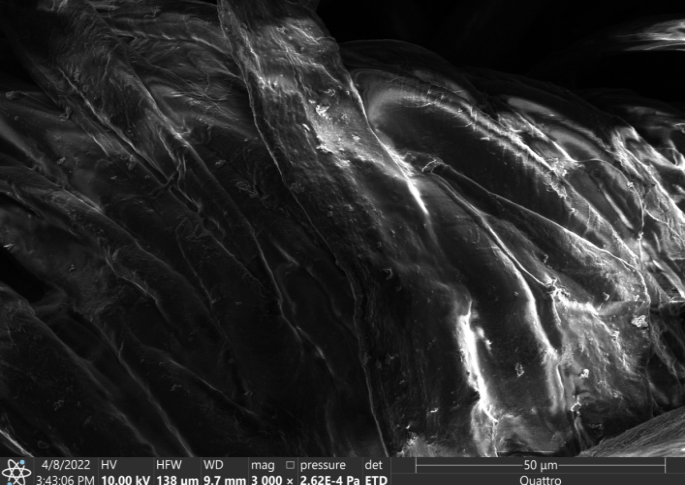 4/8/2022 HV HFW WD mag □ pressure det 50 µm
3:43:06 PM 10.00 kV 138 µm 9.7 mm 3 000 × 2.62E-4 Pa ETD Quattro